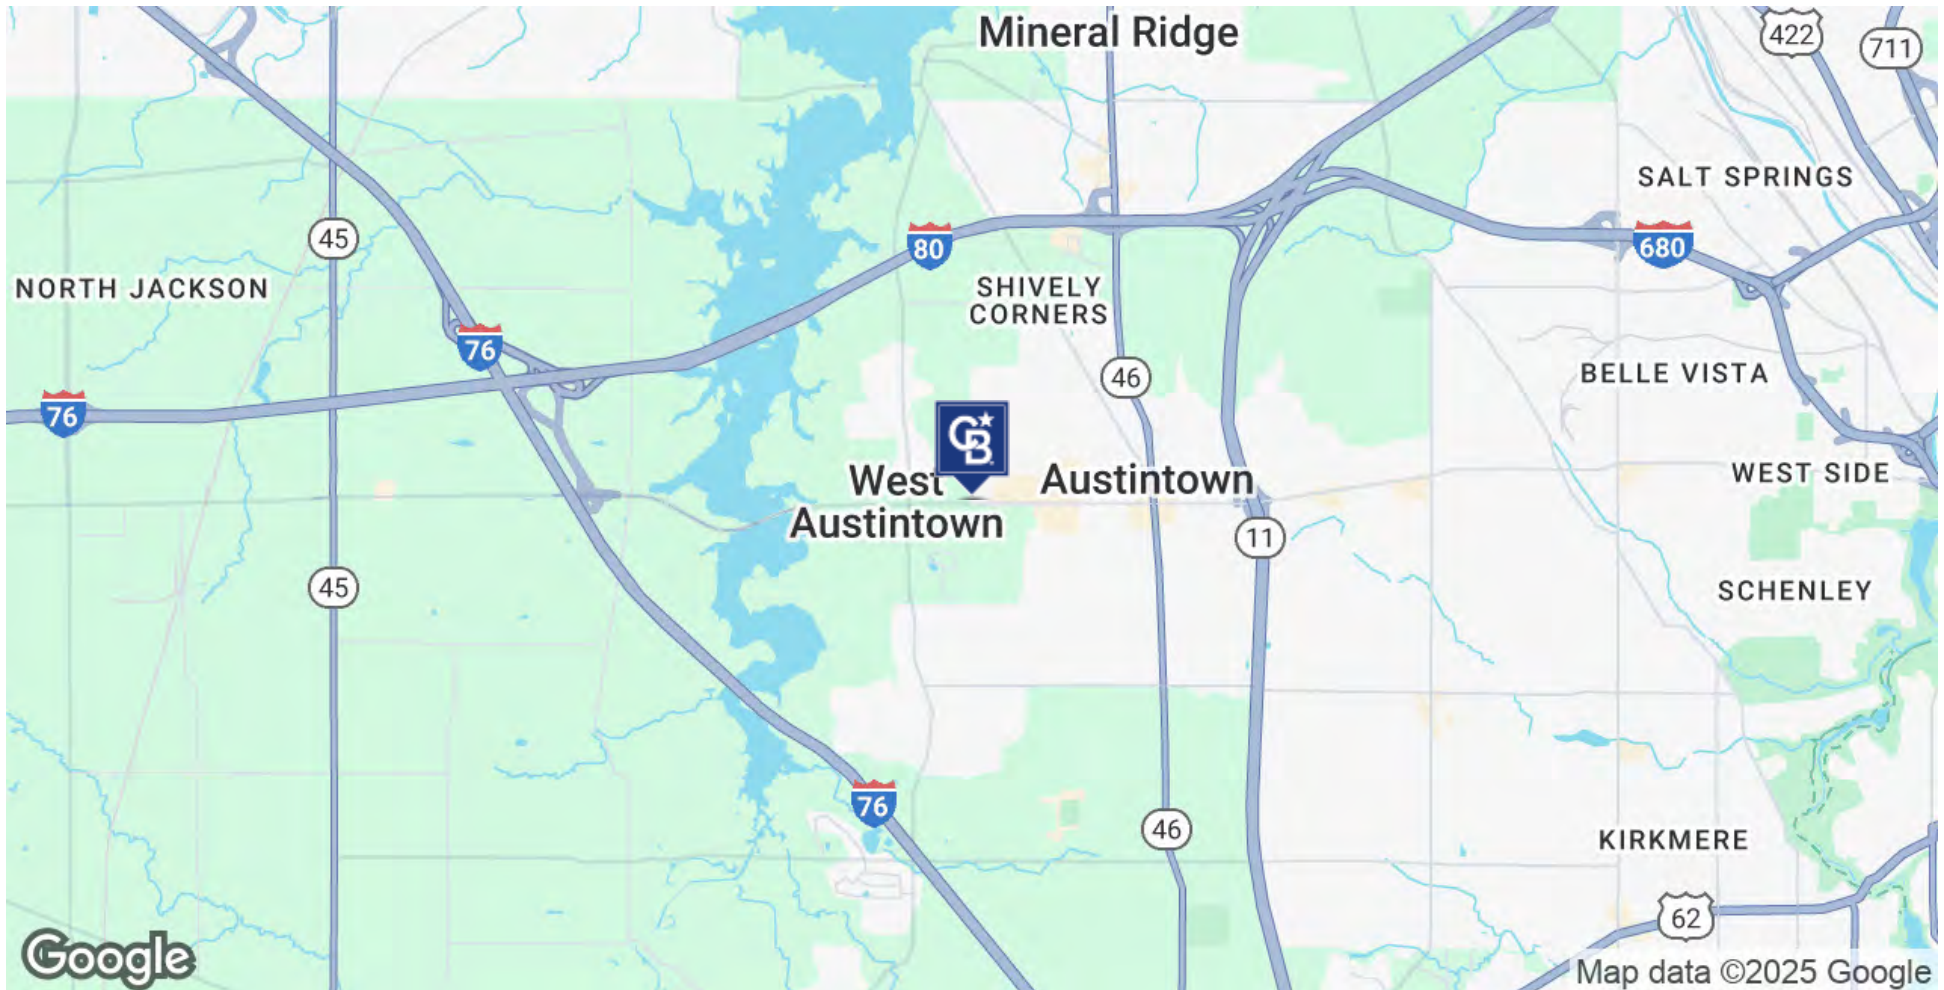 Mineral Ridge
422
711
SALT SPRINGS
45
80
680
NORTH JACKSON
SHIVELY
CORNERS
76
46
BELLE VISTA
76
CB
West
Austintown
Austintown
WEST SIDE
11
45
SCHENLEY
76
46
KIRKMERE
62
Google
Map data ©2025 Google